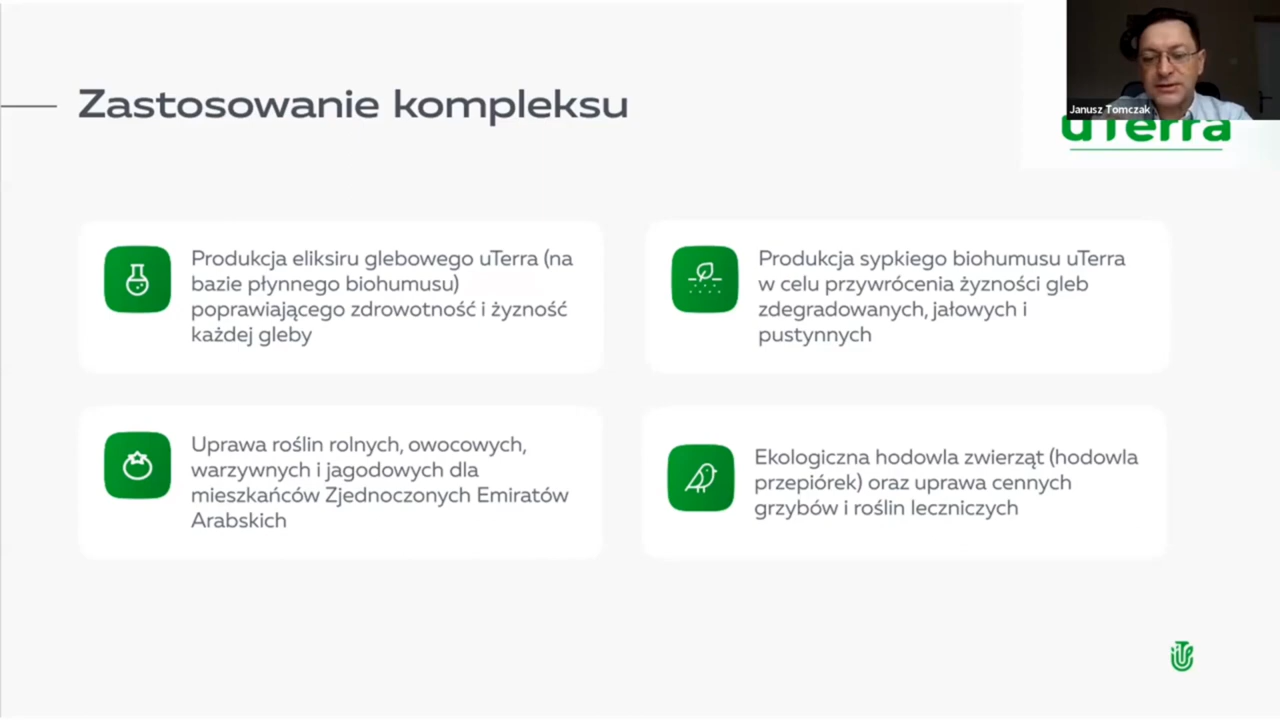 Zastosowanie kompleksu
Janusz Tomczak
uTerra
Produkcja eliksiru glebowego uTerra (na
bazie płynnego biohumusu)
poprawiającego zdrowotność i żyzność
każdej gleby
Produkcja sypkiego biohumusu uTerra
w celu przywrócenia żyzności gleb
zdegradowanych, jałowych i
pustynnych
Uprawa roślin rolnych, owocowych,
warzywnych i jagodowych dla
mieszkańców Zjednoczonych Emiratów
Arabskich
Ekologiczna hodowla zwierząt (hodowla
przepiórek) oraz uprawa cennych
grzybów i roślin leczniczych